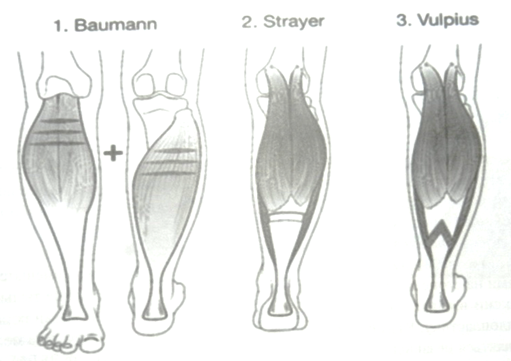 1. Baumann
2. Strayer
3. Vulpius
+